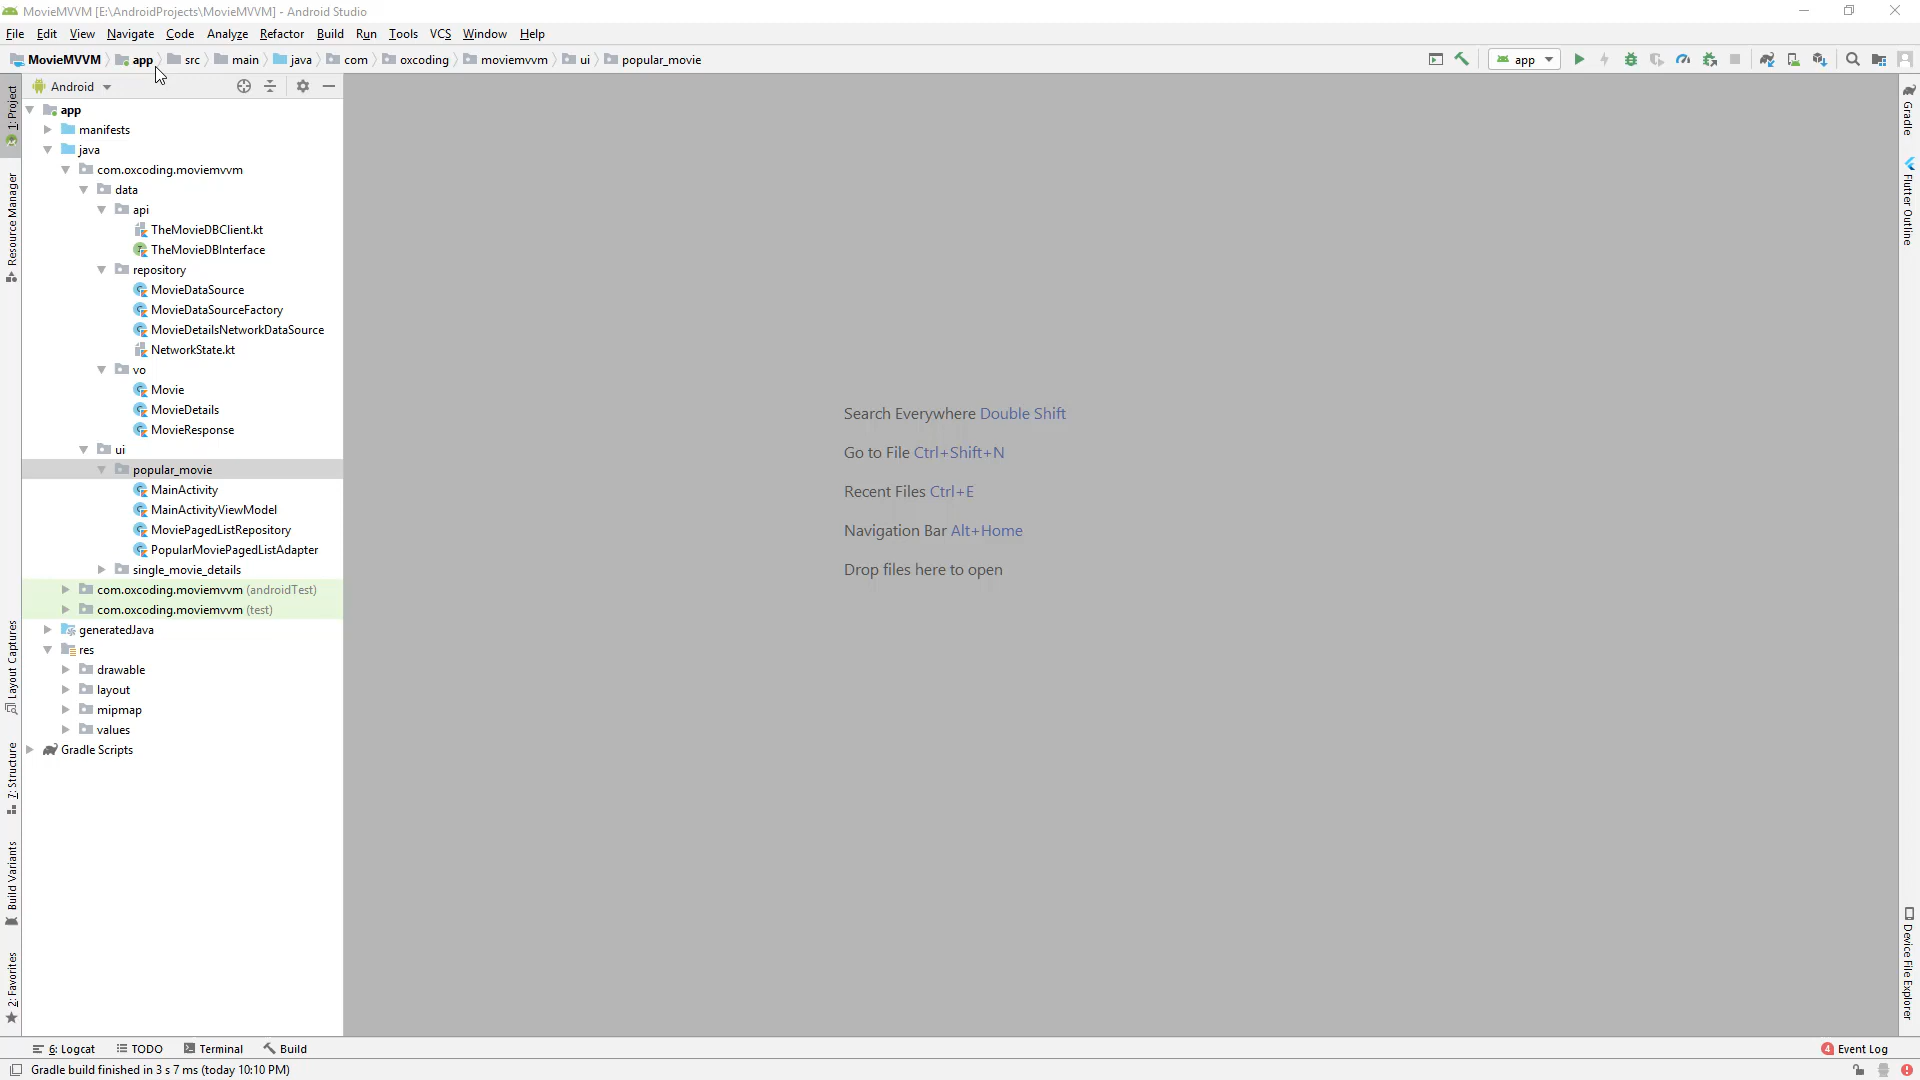 MovieMVVM [E:\AndroidProjects\MovieMVVM] - Android Studio
File Edit View Navigate Code Analyze Refactor Build Run Tools VCS Window Help
MovieMVVM app src main java com oxcoding moviemvvm ui popular_movie app
Android
app
manifests
java
com.oxcoding.moviemvvm
data
api
TheMovieDBClient.kt
TheMovieDBInterface
repository
MovieDataSource
MovieDataSourceFactory
MovieDetailsNetworkDataSource
NetworkState.kt
vo
Movie
MovieDetails
MovieResponse
ui
popular_movie
MainActivity
MainActivityViewModel
MoviePagedListRepository
PopularMoviePagedListAdapter
single_movie_details
com.oxcoding.moviemvvm (androidTest)
com.oxcoding.moviemvvm (test)
generatedJava
res
drawable
layout
mipmap
values
Gradle Scripts
1: Project
Resource Manager
Layout Captures
7: Structure
Build Variants
2: Favorites
Search Everywhere Double Shift
Go to File Ctrl+Shift+N
Recent Files Ctrl+E
Navigation Bar Alt+Home
Drop files here to open
Gradle
Flutter Outline
Device File Explorer
6: Logcat TODO Terminal Build 4 Event Log
Gradle build finished in 3 s 7 ms (today 10:10 PM)